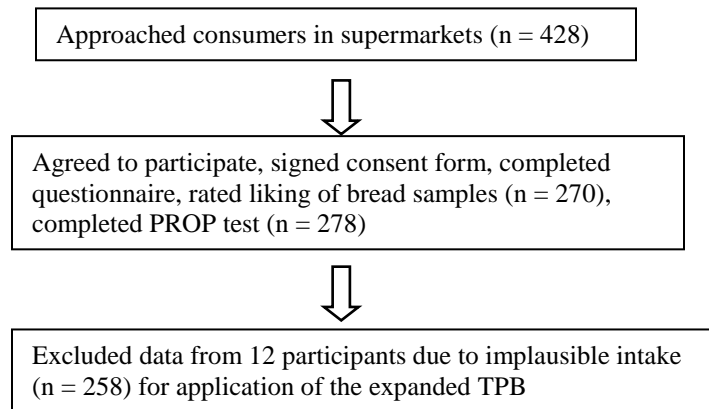 Approached consumers in supermarkets (n = 428)
Agreed to participate, signed consent form, completed
questionnaire, rated liking of bread samples (n = 270),
completed PROP test (n = 278)
Excluded data from 12 participants due to implausible intake
(n = 258) for application of the expanded TPB